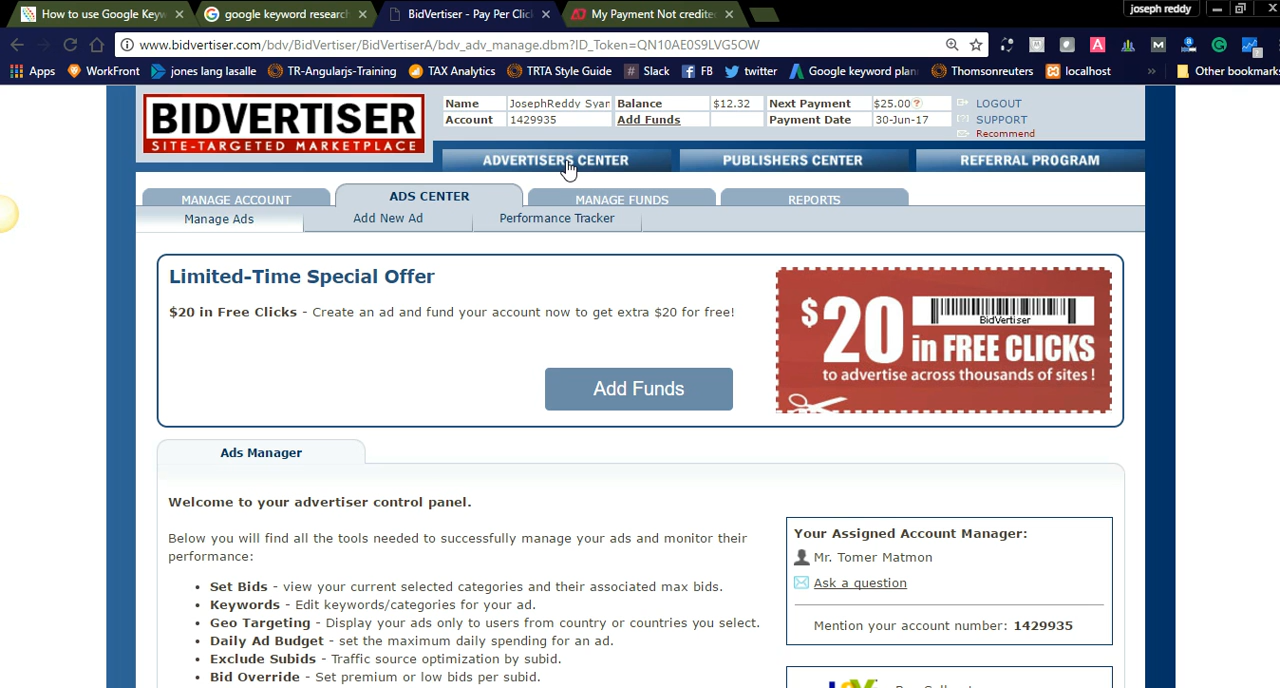 How to use Google Keyw
google keyword research
BidVertiser - Pay Per Clic
My Payment Not credited
joseph reddy
www.bidvertiser.com/bdv/BidVertiser/BidVertiserA/bdv_adv_manage.dbm?ID_Token=QN10AE0S9LVG5OW
Apps
WorkFront
jones lang lasalle
TR-Angularjs-Training
TAX Analytics
TRTA Style Guide
Slack
FB
twitter
Google keyword plan
Thomsonreuters
localhost
»
Other bookmarks
BIDVERTISER
SITE-TARGETED MARKETPLACE
Name JosephReddy Syar Balance $12.32 Next Payment $25.00 ?
Account 1429935 Add Funds Payment Date 30-Jun-17
LOGOUT
SUPPORT
Recommend
ADVERTISERS CENTER
PUBLISHERS CENTER
REFERRAL PROGRAM
MANAGE ACCOUNT
ADS CENTER
MANAGE FUNDS
REPORTS
Manage Ads
Add New Ad
Performance Tracker
Limited-Time Special Offer
$20 in Free Clicks - Create an ad and fund your account now to get extra $20 for free!
Add Funds
$20
BidVertiser
in FREE CLICKS
to advertise across thousands of sites !
Ads Manager
Welcome to your advertiser control panel.
Below you will find all the tools needed to successfully manage your ads and monitor their
performance:
• Set Bids - view your current selected categories and their associated max bids.
• Keywords - Edit keywords/categories for your ad.
• Geo Targeting - Display your ads only to users from country or countries you select.
• Daily Ad Budget - set the maximum daily spending for an ad.
• Exclude Subids - Traffic source optimization by subid.
• Bid Override - Set premium or low bids per subid.
Your Assigned Account Manager:
Mr. Tomer Matmon
Ask a question
Mention your account number: 1429935